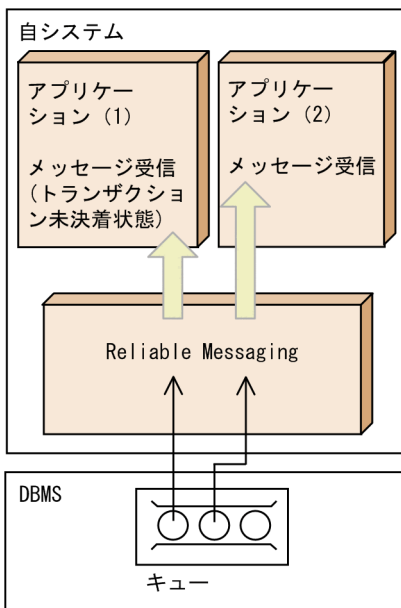 自システム
アプリケー
ション（1）
メッセージ受信
（トランザクショ
ン未決着状態）
アプリケー
ション（2）
メッセージ受信
Reliable Messaging
DBMS
キュー